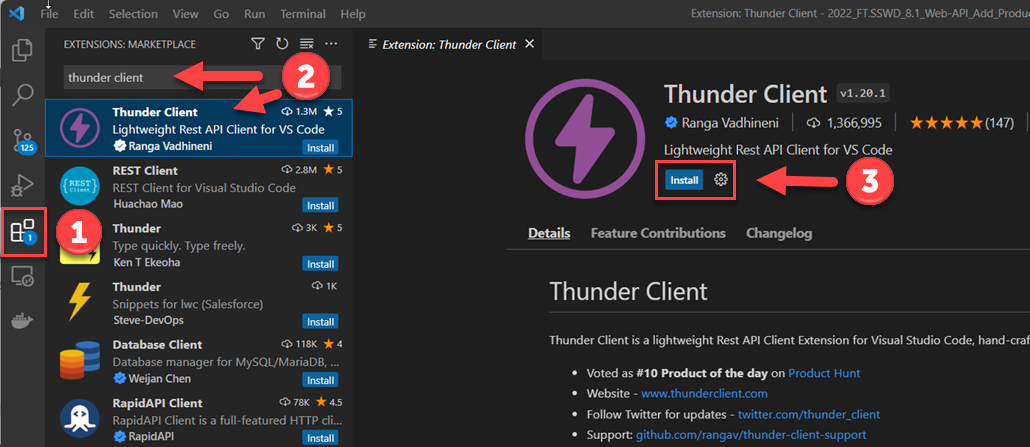 File Edit Selection View Go Run Terminal Help
Extension: Thunder Client - 2022_FT.SSWD_8.1_Web-API_Add_Produc
EXTENSIONS: MARKETPLACE
thunder client
2
Thunder Client 1.3M 5
Lightweight Rest API Client for VS Code
Ranga Vadhineni Install
REST Client 2.8M 5
REST Client for Visual Studio Code
Huachao Mao Install
{REST}
Client
Thunder 3K 5
Type quickly. Type freely.
Ken T Ekeoha Install
Thunder 1K
Snippets for lwc (Salesforce)
Steve-DevOps Install
Database Client 118K 4
Database manager for MySQL/MariaDB, ...
Weijan Chen Install
RapidAPI Client 78K 4.5
RapidAPI Client is a full-featured HTTP cli...
RapidAPI Install
125
1
1
Extension: Thunder Client
Thunder Client v1.20.1
Ranga Vadhineni 1,366,995 (147)
Lightweight Rest API Client for VS Code
Install
3
Details Feature Contributions Changelog
Thunder Client
Thunder Client is a lightweight Rest API Client Extension for Visual Studio Code, hand-craf
Voted as #10 Product of the day on Product Hunt
Website - www.thunderclient.com
Follow Twitter for updates - twitter.com/thunder_client
Support: github.com/rangav/thunder-client-support